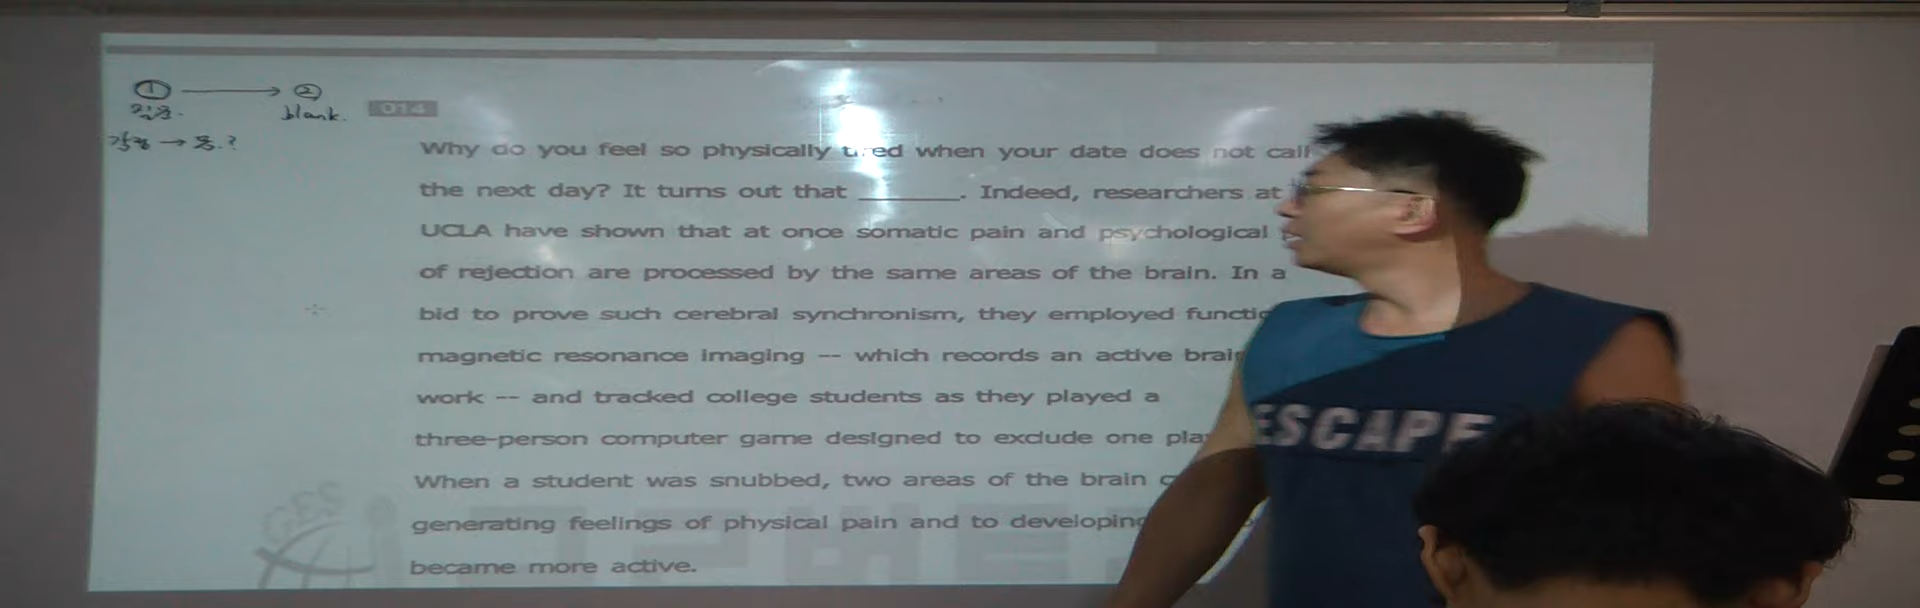 ① → ②
blank.
014
Why do you feel so physically tired when your date does not call
the next day? It turns out that ______. Indeed, researchers at
UCLA have shown that at once somatic pain and psychological
of rejection are processed by the same areas of the brain. In a
bid to prove such cerebral synchronism, they employed
magnetic resonance imaging -- which records an active
work -- and tracked college students as they played a
three-person computer game designed to exclude one
When a student was snubbed, two areas of the brain
generating feelings of physical pain and to developing
became more active.
GES
ESCAPE